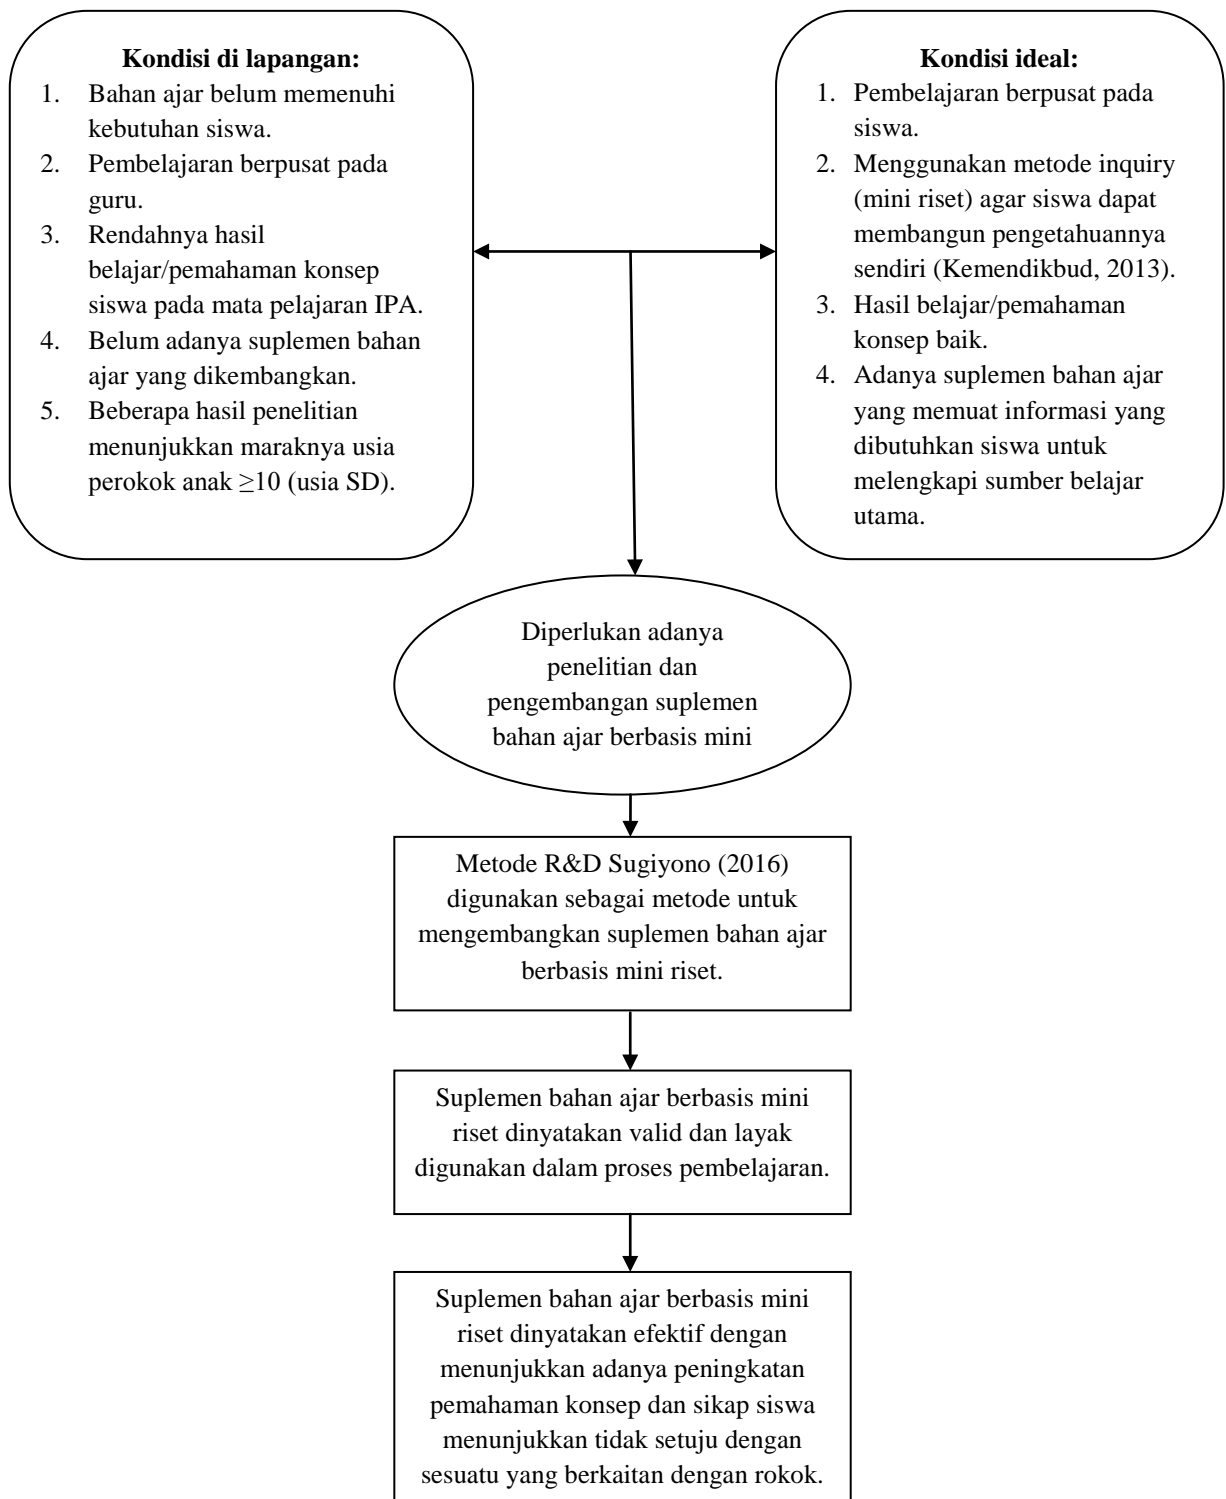 Kondisi di lapangan:
1. Bahan ajar belum memenuhi
kebutuhan siswa.
2. Pembelajaran berpusat pada
guru.
3. Rendahnya hasil
belajar/pemahaman konsep
siswa pada mata pelajaran IPA.
4. Belum adanya suplemen bahan
ajar yang dikembangkan.
5. Beberapa hasil penelitian
menunjukkan maraknya usia
perokok anak ≥10 (usia SD).
Kondisi ideal:
1. Pembelajaran berpusat pada
siswa.
2. Menggunakan metode inquiry
(mini riset) agar siswa dapat
membangun pengetahuannya
sendiri (Kemendikbud, 2013).
3. Hasil belajar/pemahaman
konsep baik.
4. Adanya suplemen bahan ajar
yang memuat informasi yang
dibutuhkan siswa untuk
melengkapi sumber belajar
utama.
Diperlukan adanya
penelitian dan
pengembangan suplemen
bahan ajar berbasis mini
Metode R&D Sugiyono (2016)
digunakan sebagai metode untuk
mengembangkan suplemen bahan ajar
berbasis mini riset.
Suplemen bahan ajar berbasis mini
riset dinyatakan valid dan layak
digunakan dalam proses pembelajaran.
Suplemen bahan ajar berbasis mini
riset dinyatakan efektif dengan
menunjukkan adanya peningkatan
pemahaman konsep dan sikap siswa
menunjukkan tidak setuju dengan
sesuatu yang berkaitan dengan rokok.